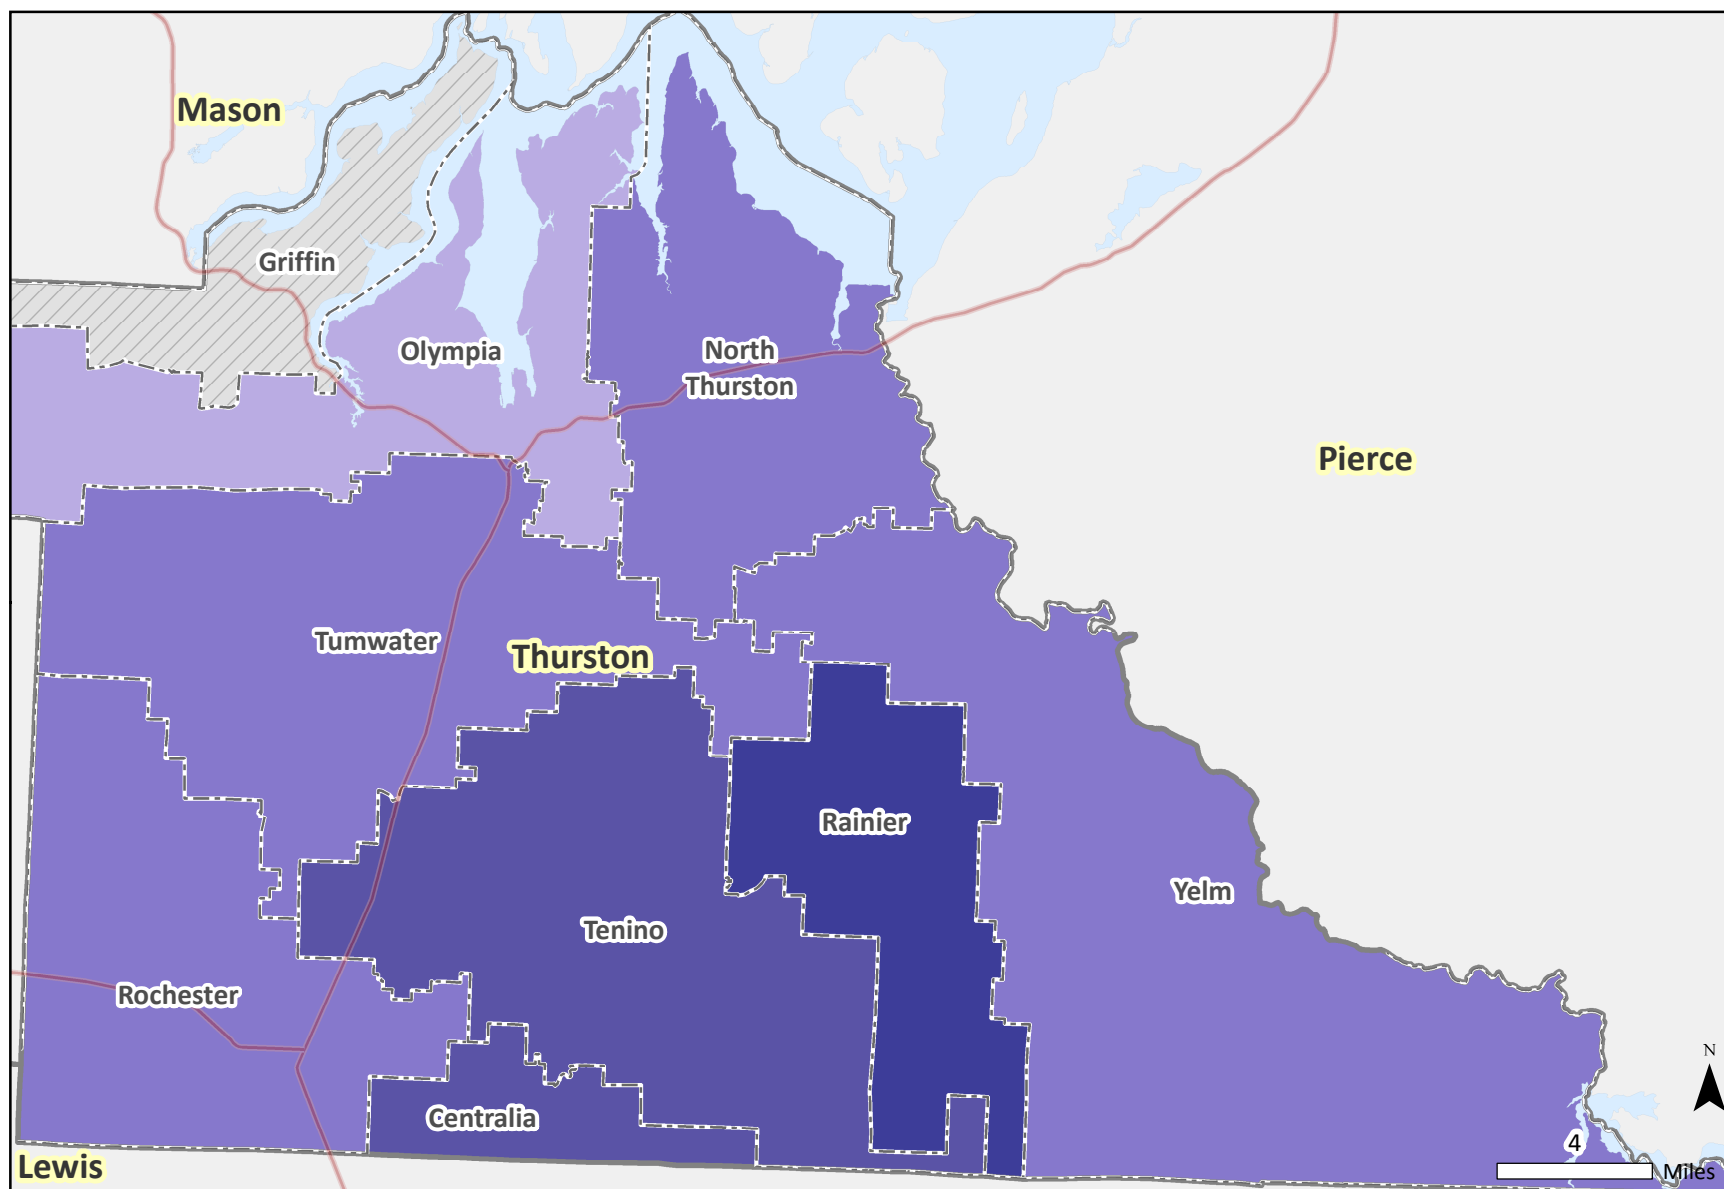 Mason
Griffin
Olympia
North
Thurston
Pierce
Tumwater
Thurston
Rainier
Yelm
Tenino
Rochester
Centralia
Lewis
N
4
Miles